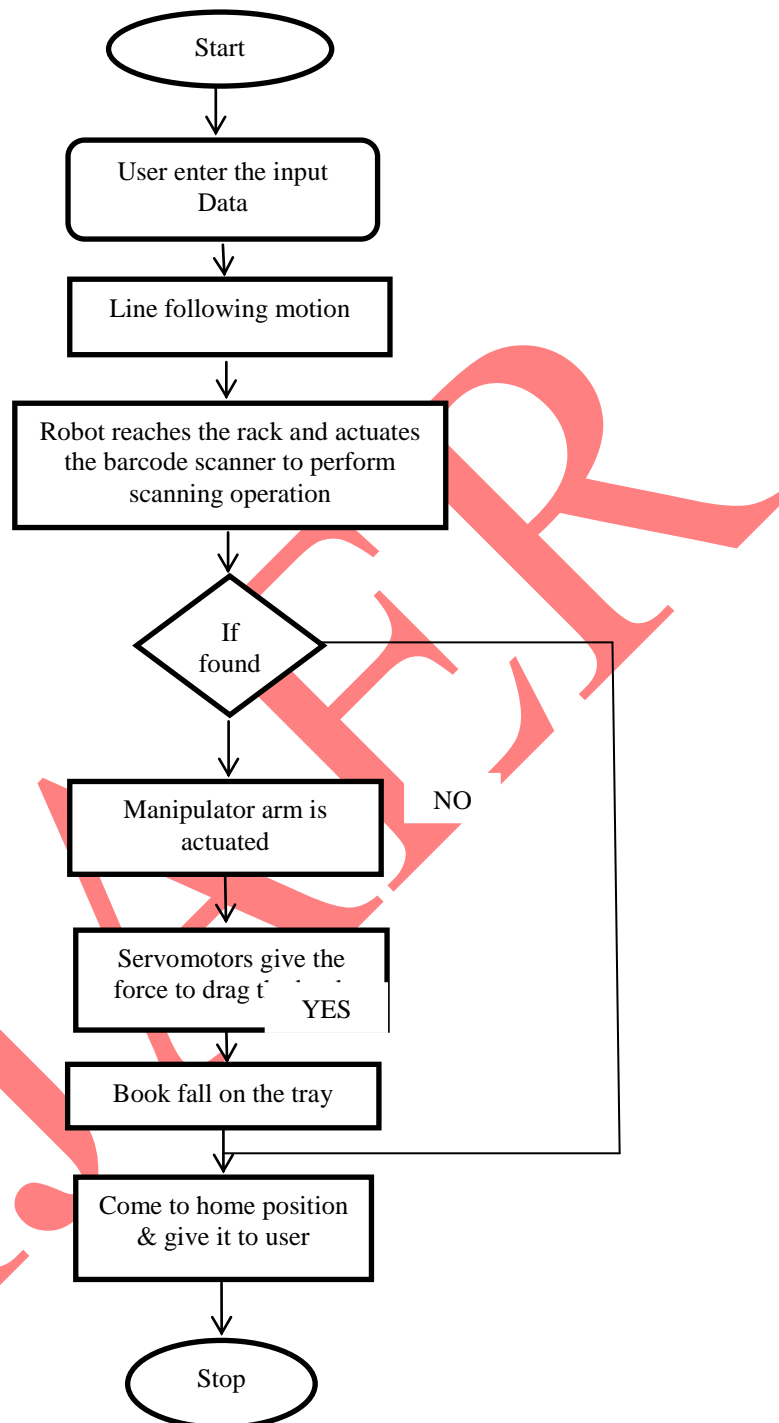 Start
User enter the input
Data
Line following motion
Robot reaches the rack and actuates
the barcode scanner to perform
scanning operation
If
found
Manipulator arm is
actuated
NO
Servomotors give the
force to drag
YES
Book fall on the tray
Come to home position
& give it to user
Stop